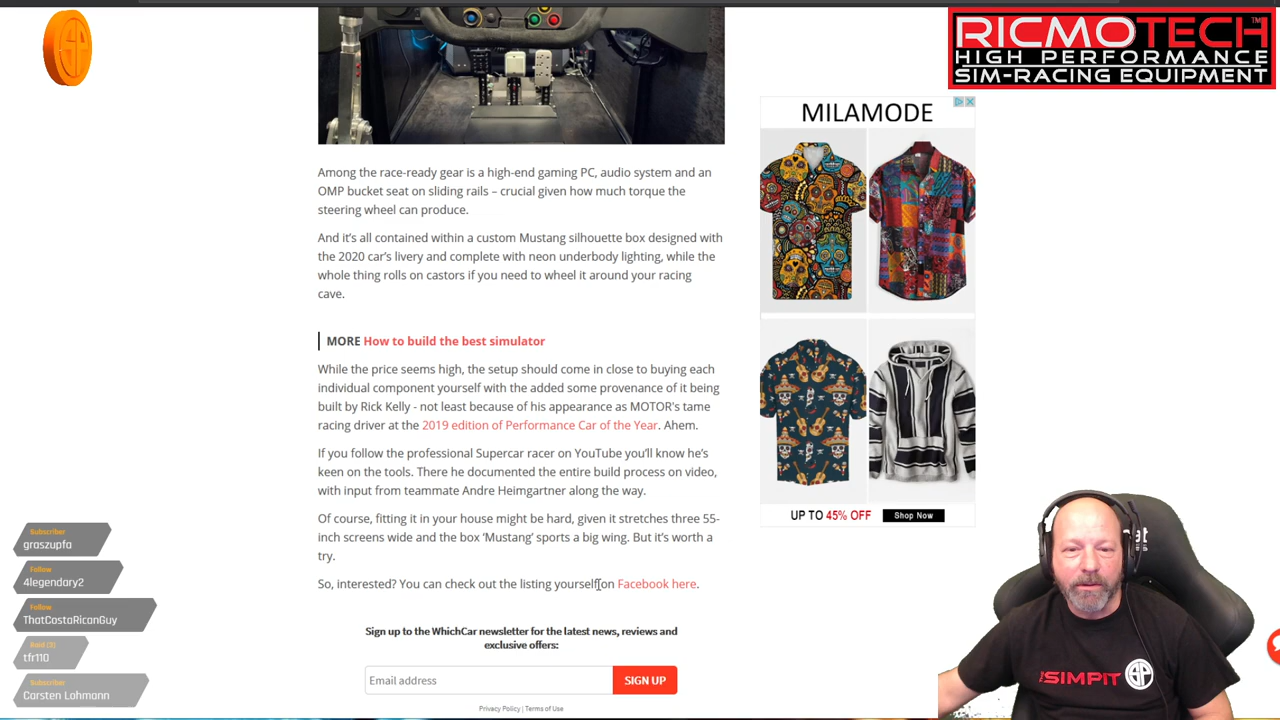 RICMOTECH™
HIGH PERFORMANCE
SIM-RACING EQUIPMENT
MILAMODE
Among the race-ready gear is a high-end gaming PC, audio system and an
OMP bucket seat on sliding rails – crucial given how much torque the
steering wheel can produce.
And it's all contained within a custom Mustang silhouette box designed with
the 2020 car's livery and complete with neon underbody lighting, while the
whole thing rolls on castors if you need to wheel it around your racing
cave.
MORE How to build the best simulator
While the price seems high, the setup should come in close to buying each
individual component yourself with the added some provenance of it being
built by Rick Kelly - not least because of his appearance as MOTOR's tame
racing driver at the 2019 edition of Performance Car of the Year. Ahem.
If you follow the professional Supercar racer on YouTube you'll know he's
keen on the tools. There he documented the entire build process on video,
with input from teammate Andre Heimgartner along the way.
Of course, fitting it in your house might be hard, given it stretches three 55-
inch screens wide and the box 'Mustang' sports a big wing. But it's worth a
try.
So, interested? You can check out the listing yourself on Facebook here.
UP TO 45% OFF Shop Now
Sign up to the WhichCar newsletter for the latest news, reviews and
exclusive offers:
Email address SIGN UP
Privacy Policy | Terms of Use
Subscriber
graszupfa
Follow
4legendary2
Follow
ThatCostaRicanGuy
Raid (3)
tfr110
Subscriber
Carsten Lohmann
SIMPIT SP